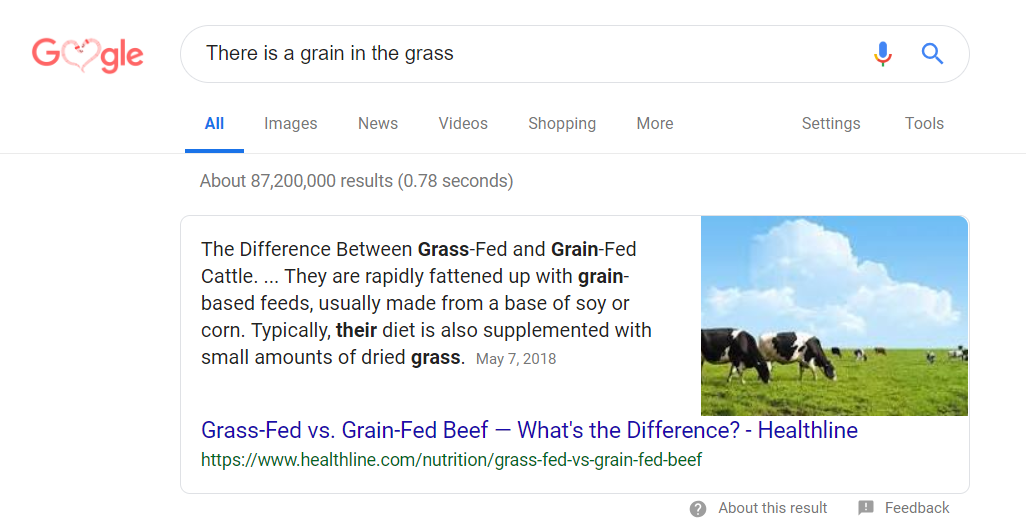 Google
There is a grain in the grass
All Images News Videos Shopping More Settings Tools
About 87,200,000 results (0.78 seconds)
The Difference Between Grass-Fed and Grain-Fed
Cattle. ... They are rapidly fattened up with grain-
based feeds, usually made from a base of soy or
corn. Typically, their diet is also supplemented with
small amounts of dried grass. May 7, 2018
Grass-Fed vs. Grain-Fed Beef — What's the Difference? - Healthline
https://www.healthline.com/nutrition/grass-fed-vs-grain-fed-beef
About this result Feedback